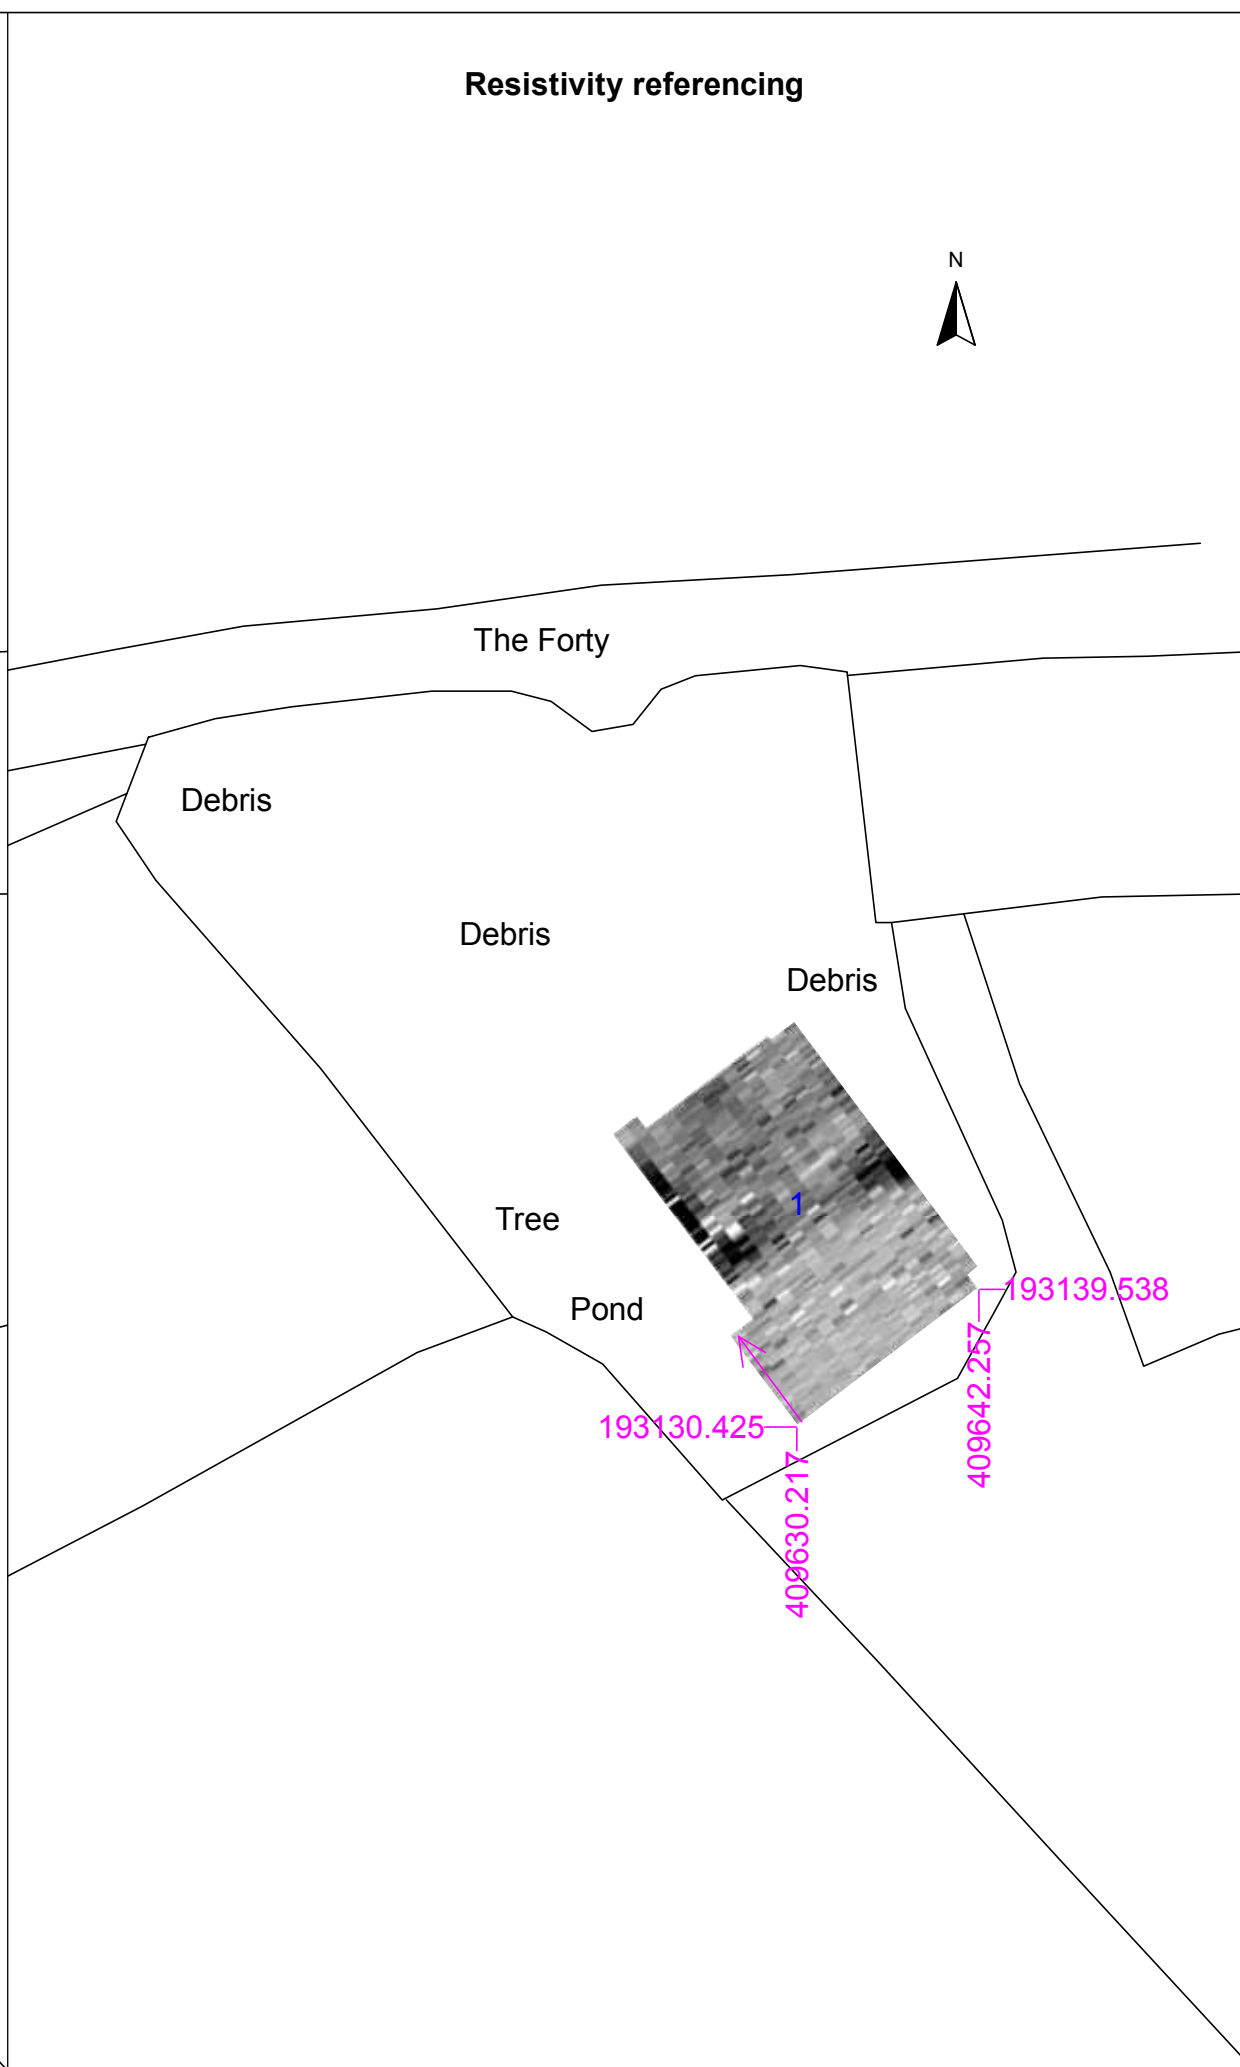 Resistivity referencing
N
The Forty
Debris
Debris
Debris
1
Tree
193139.538
Pond
409642.257
193130.425
409630.217